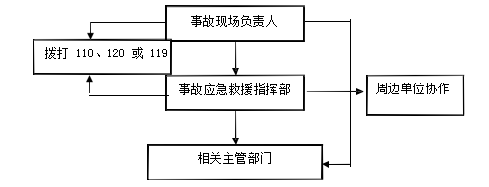 事故现场负责人
拨打 110、120 或 119
事故应急救援指挥部
周边单位协作
相关主管部门